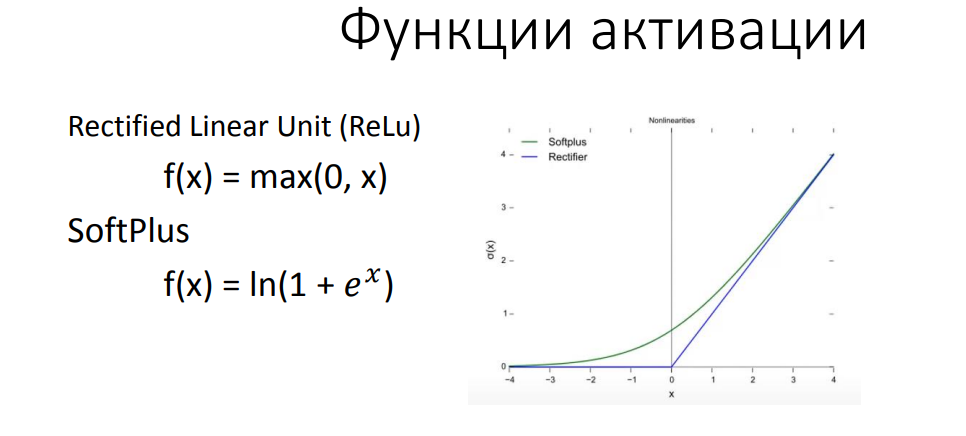 Функции активации
Rectified Linear Unit (ReLu)
f(x) = max(0, x)
SoftPlus
f(x) = ln(1 + e^x)
Nonlinearities
Softplus
Rectifier
4
3
2
1
0
σ(x)
−4 −3 −2 −1 0 1 2 3 4
x